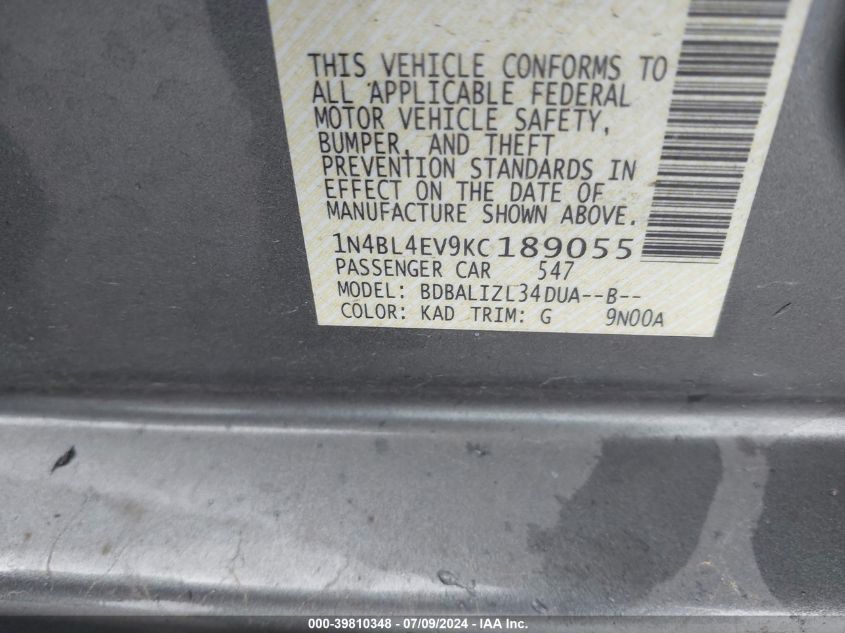 THIS VEHICLE CONFORMS TO
ALL APPLICABLE FEDERAL
MOTOR VEHICLE SAFETY,
BUMPER, AND THEFT
PREVENTION STANDARDS IN
EFFECT ON THE DATE OF
MANUFACTURE SHOWN ABOVE.
1N4BL4EV9KC189055
PASSENGER CAR 547
MODEL: BDBALIZL34DUA--B--
COLOR: KAD TRIM: G 9N00A
000-39810348 - 07/09/2024 - IAA Inc.